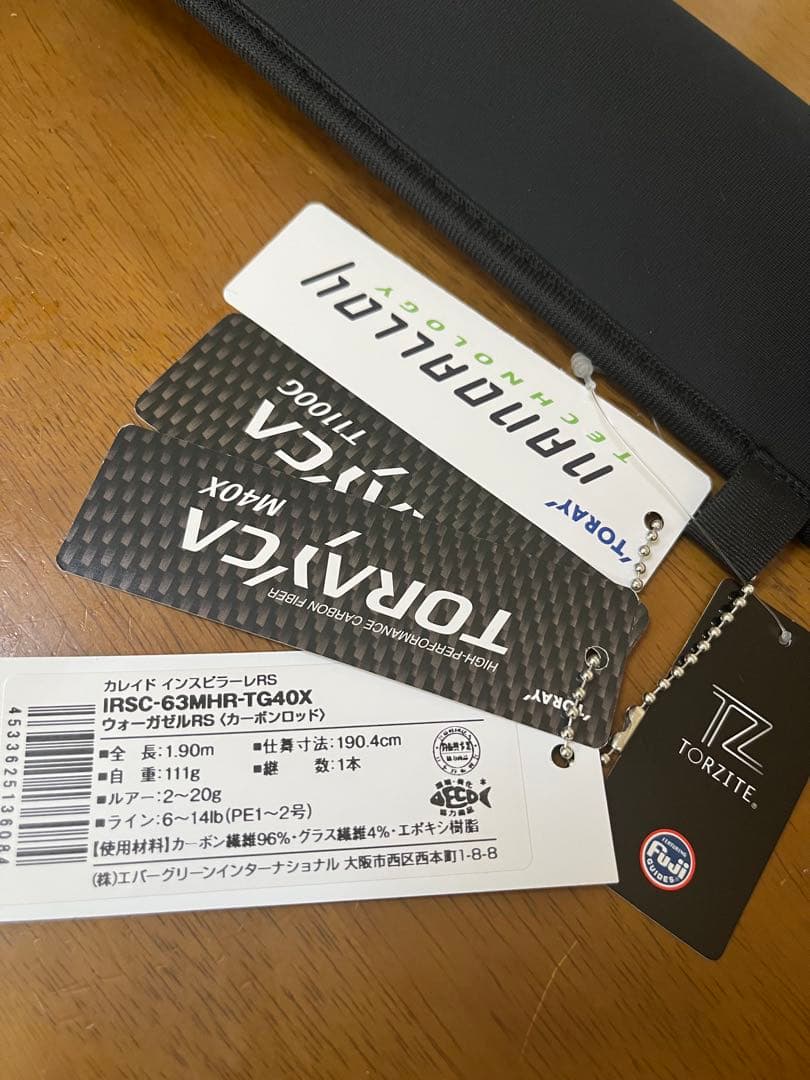 NANOALLOY
TECHNOLOGY
'TORAY'
TORAYCA
T1100G
TORAYCA
M40X
HIGH-PERFORMANCE CARBON FIBER
'TORAY'
カレイド インスピラーレRS
IRSC-63MHR-TG40X
ウォーガゼルRS〈カーボンロッド〉
■全 長:1.90m ■仕舞寸法:190.4cm
■自 重:111g ■継 数:1本
■ルアー:2~20g
■ライン:6~14lb(PE1~2号)
【使用材料】カーボン繊維96%・グラス繊維4%・エポキシ樹脂
(株)エバーグリーンインターナショナル 大阪市西区西本町1-8-8
4533625136084
TZ
TORZITE®
FEATURING
Fuji
GUIDES